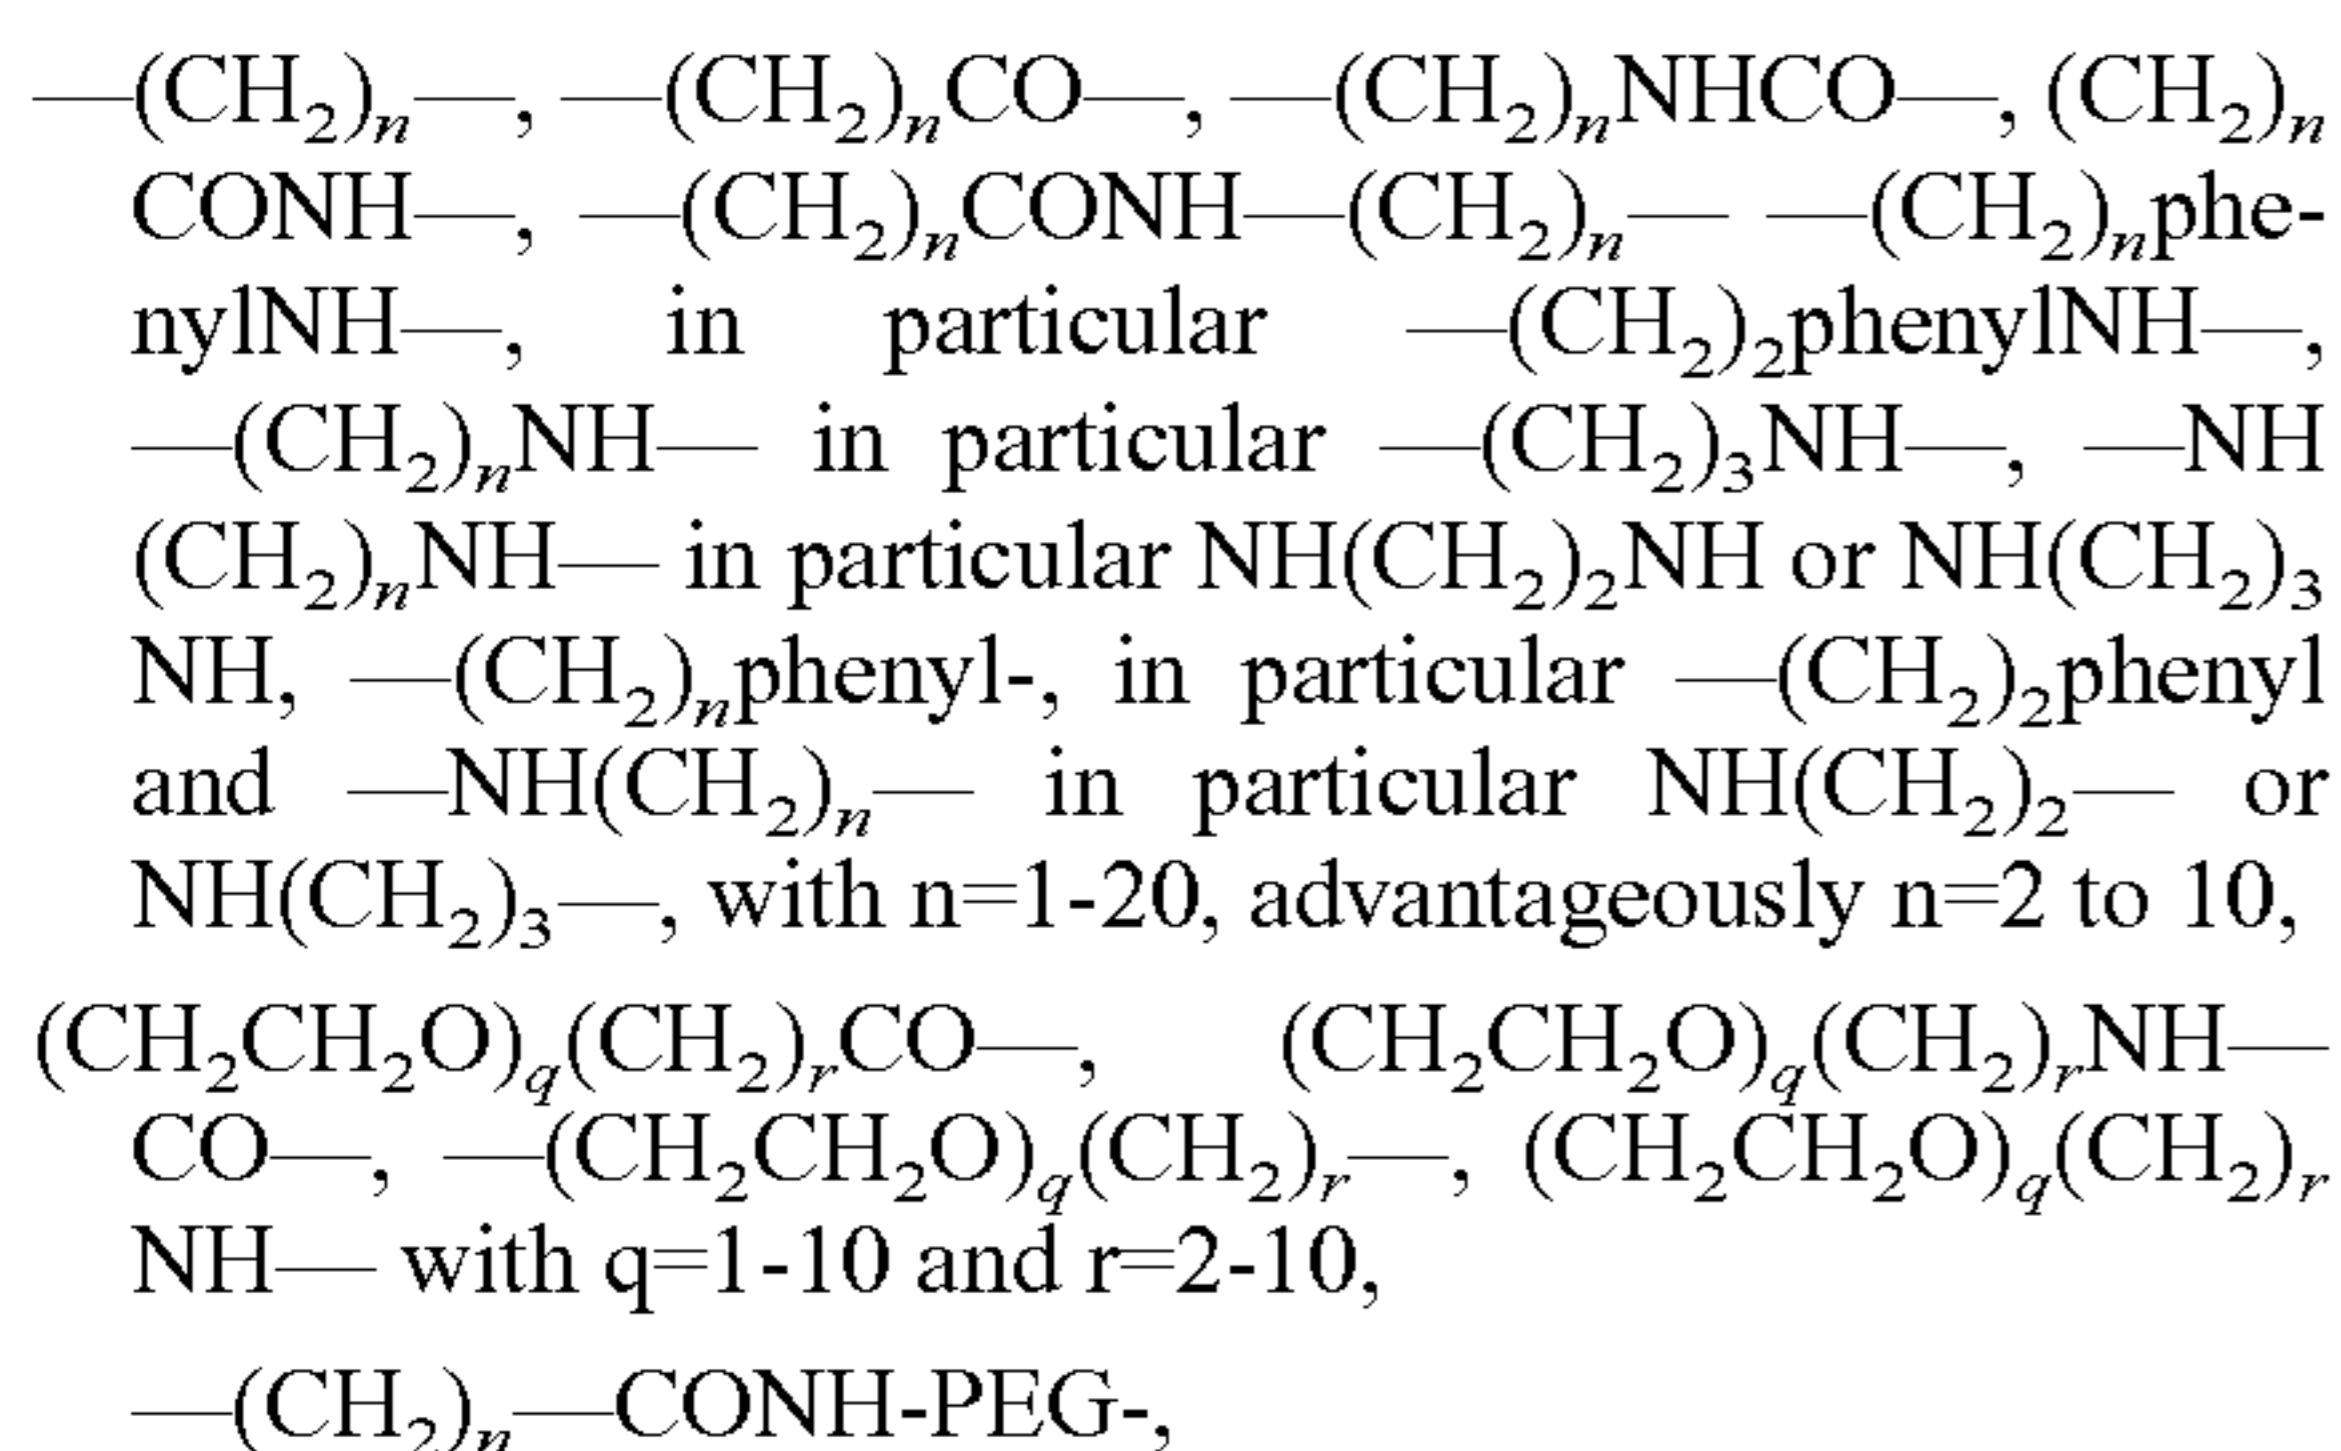 —(CH₂)ₙ—, —(CH₂)ₙCO—, —(CH₂)ₙNHCO—, (CH₂)ₙ
CONH—, —(CH₂)ₙCONH—(CH₂)ₙ— —(CH₂)ₙphe-
nylNH—, in particular —(CH₂)₂phenylNH—,
—(CH₂)ₙNH— in particular —(CH₂)₃NH—, —NH
(CH₂)ₙNH— in particular NH(CH₂)₂NH or NH(CH₂)₃
NH, —(CH₂)ₙphenyl-, in particular —(CH₂)₂phenyl
and —NH(CH₂)ₙ— in particular NH(CH₂)₂— or
NH(CH₂)₃—, with n=1-20, advantageously n=2 to 10,
(CH₂CH₂O)q(CH₂)rCO—, (CH₂CH₂O)q(CH₂)rNH—
CO—, —(CH₂CH₂O)q(CH₂)r—, (CH₂CH₂O)q(CH₂)r
NH— with q=1-10 and r=2-10,
—(CH₂)ₙ—CONH-PEG-,